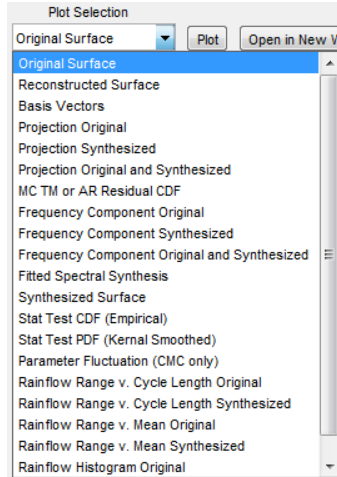 Plot Selection
Original Surface Plot Open in New
Original Surface
Reconstructed Surface
Basis Vectors
Projection Original
Projection Synthesized
Projection Original and Synthesized
MC TM or AR Residual CDF
Frequency Component Original
Frequency Component Synthesized
Frequency Component Original and Synthesized
Fitted Spectral Synthesis
Synthesized Surface
Stat Test CDF (Empirical)
Stat Test PDF (Kernal Smoothed)
Parameter Fluctuation (CMC only)
Rainflow Range v. Cycle Length Original
Rainflow Range v. Cycle Length Synthesized
Rainflow Range v. Mean Original
Rainflow Range v. Mean Synthesized
Rainflow Histogram Original